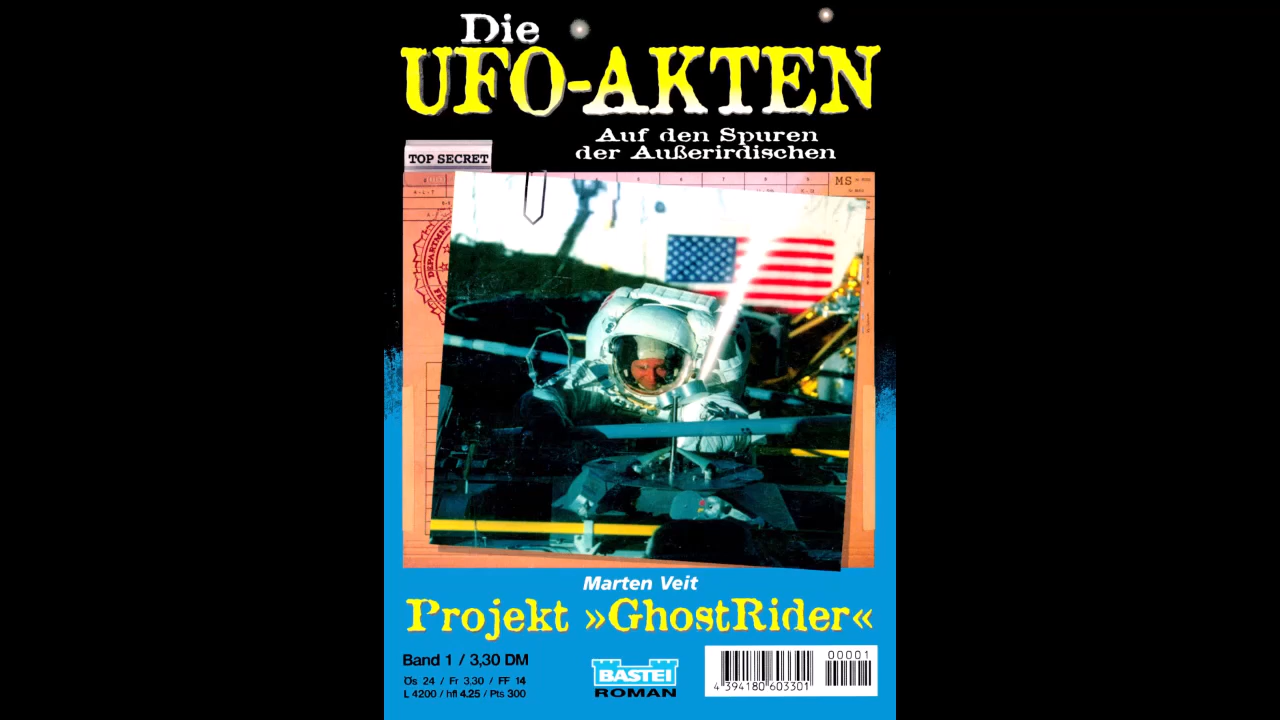 Die
UFO-AKTEN
Auf den Spuren
der Außerirdischen
TOP SECRET
MS
A - L - T
DEPARTMENT
Marten Veit
Projekt »GhostRider«
Band 1 / 3,30 DM
Ös 24 / Fr 3,30 / FF 14
L 4200 / hfl 4.25 / Pts 300
BASTEI
ROMAN
00001
4 394180 603301